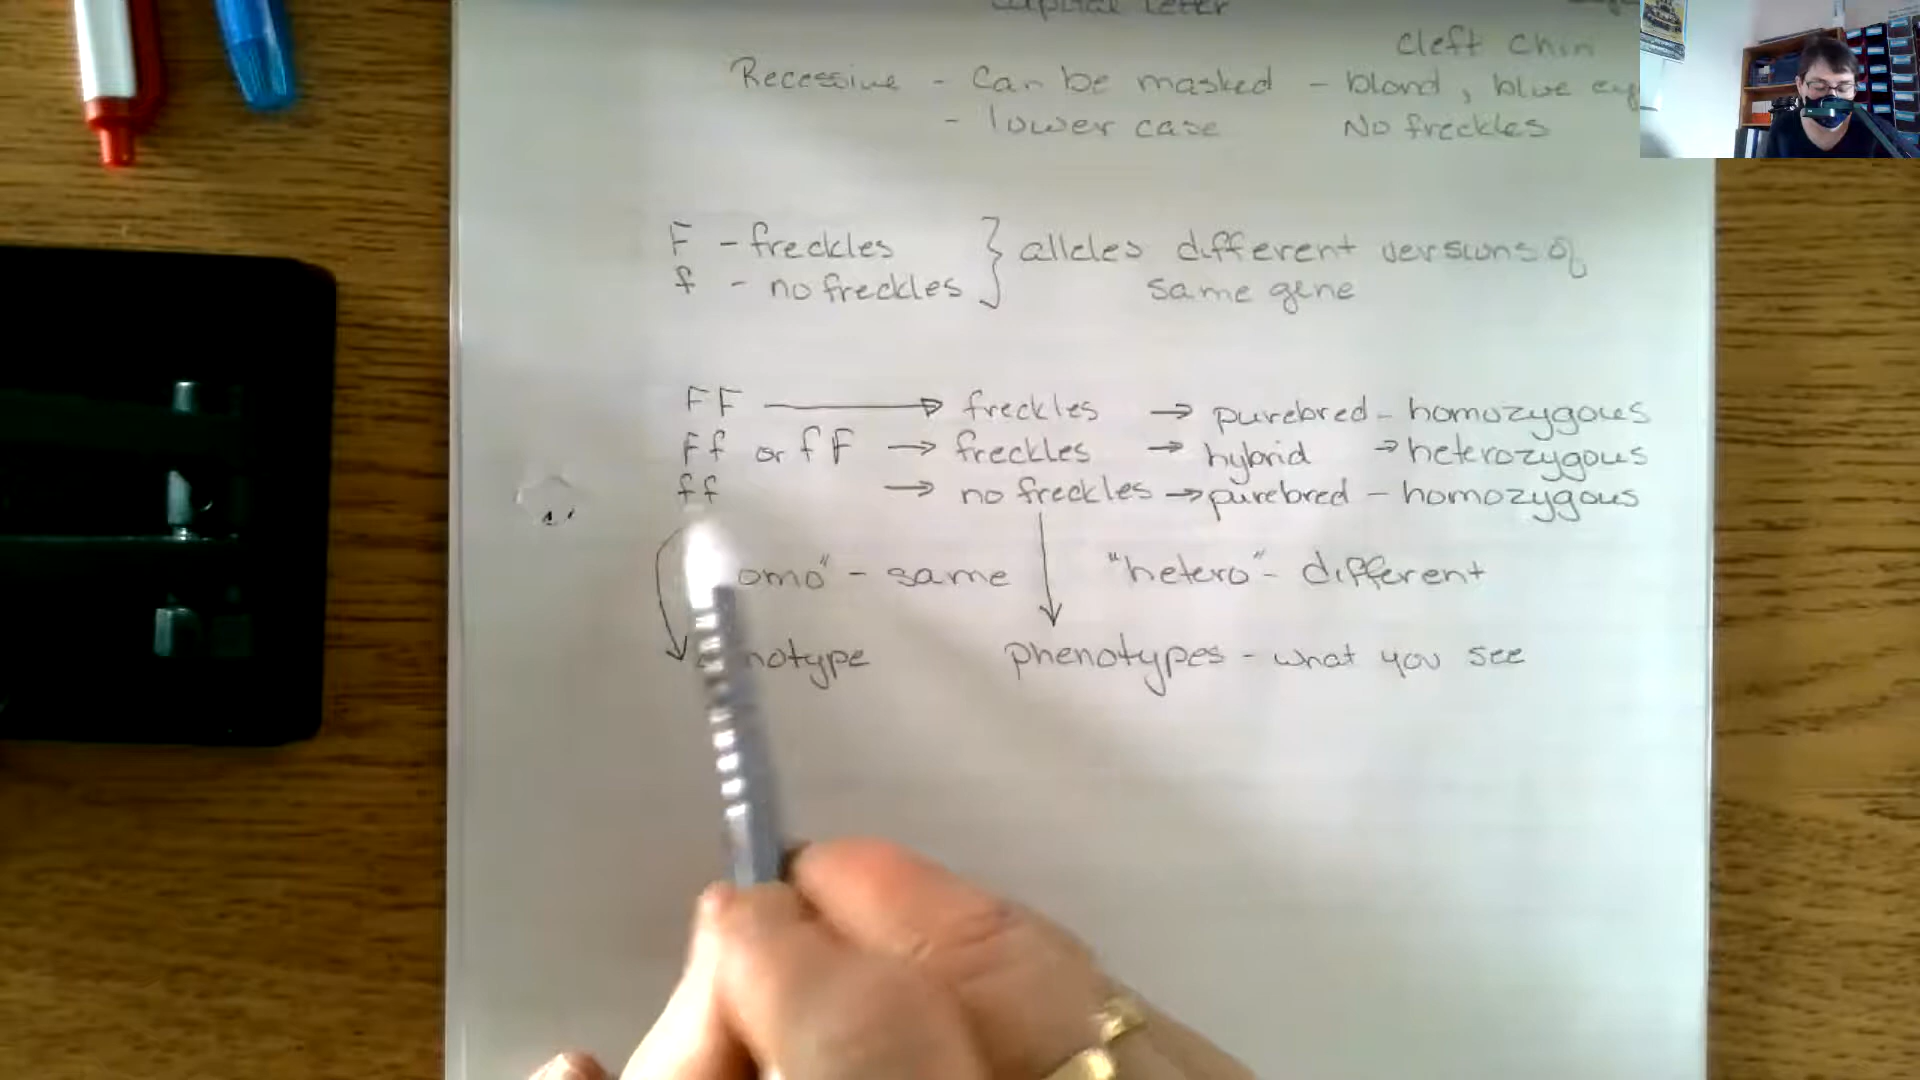 capital letter
cleft chin
Recessive - can be masked - blond, blue
- lower case No freckles
F - freckles } alleles different versions of
f - no freckles same gene
FF → freckles → purebred - homozygous
Ff or fF → freckles → hybrid → heterozygous
ff → no freckles → purebred - homozygous
omo" - same "hetero" - different
notype phenotypes - what you see